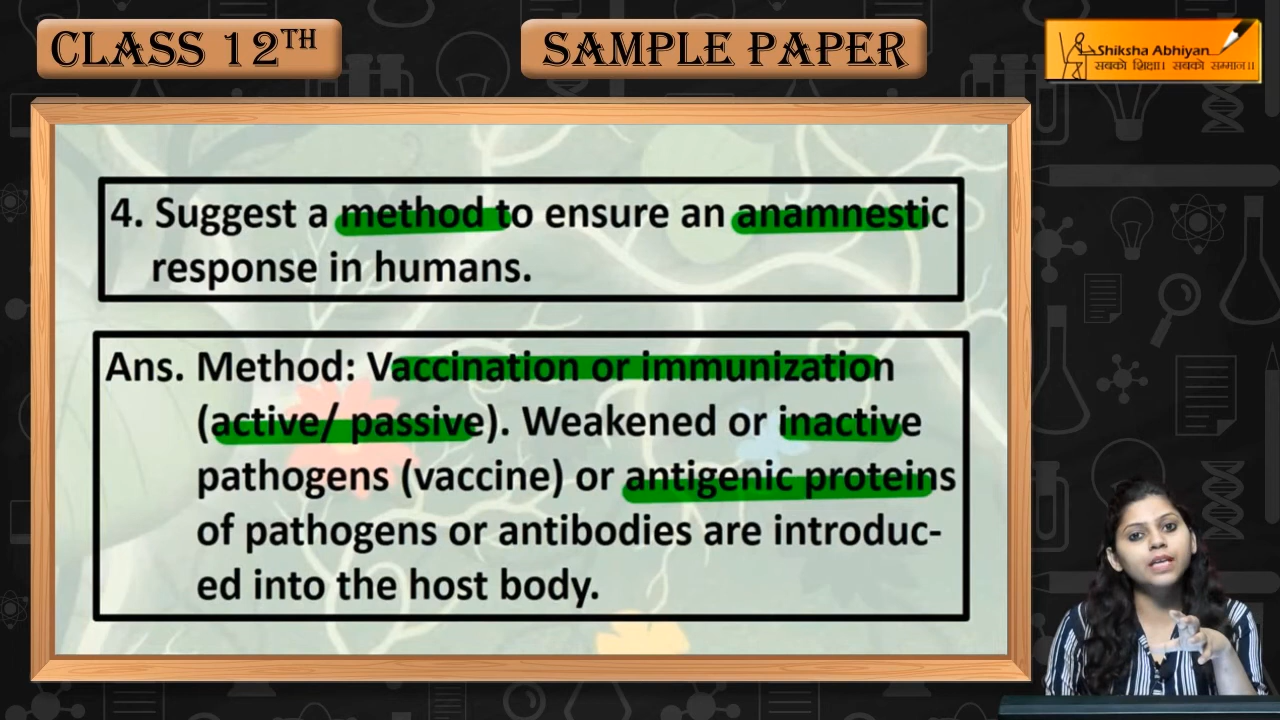 CLASS 12TH
SAMPLE PAPER
Shiksha Abhiyan
सबको शिक्षा। सबको सम्मान।।
4. Suggest a method to ensure an anamnestic
response in humans.
Ans. Method: Vaccination or immunization
(active/ passive). Weakened or inactive
pathogens (vaccine) or antigenic proteins
of pathogens or antibodies are introduc-
ed into the host body.